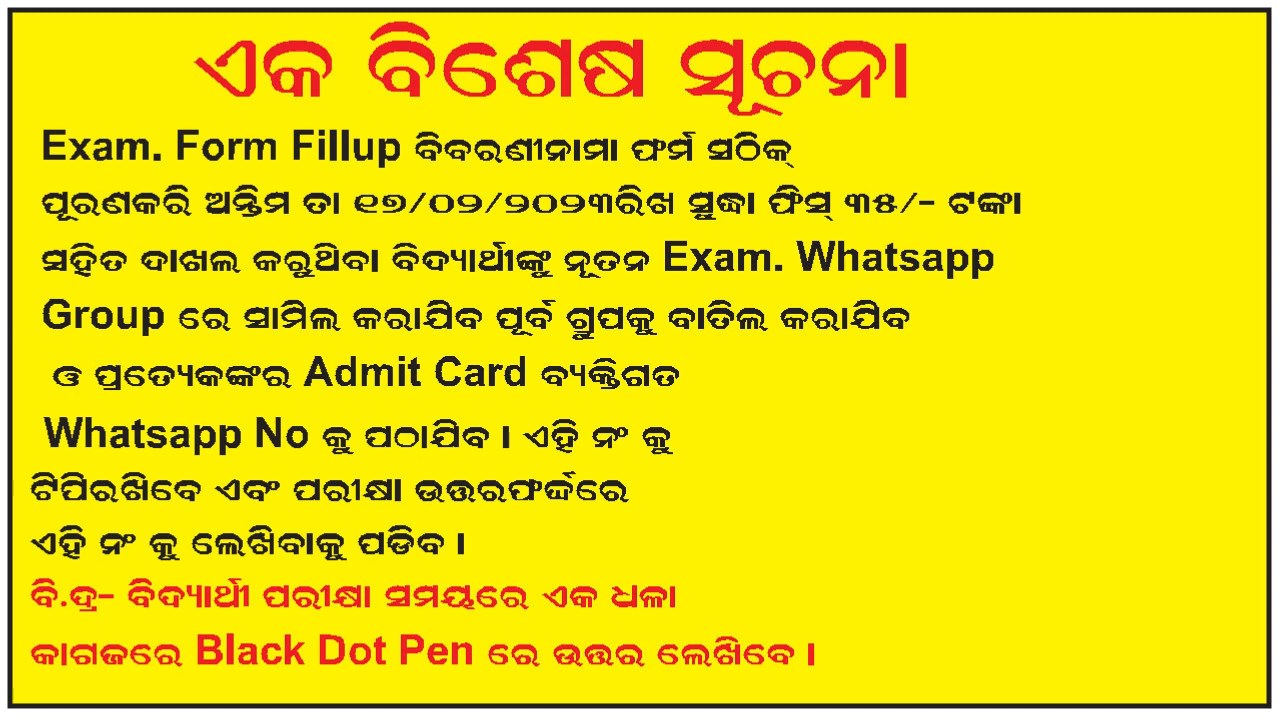 ଏକ ବିଶେଷ ସୂଚନା
Exam. Form Fillup ବିବରଣୀନାମା ଫର୍ମ ସଠିକ୍
ପୂରଣକରି ଅନ୍ତିମ ତା ୧୭/୦୨/୨୦୨୩ରିଖ ସୁଦ୍ଧା ଫିସ୍ ୩୫/- ଟଙ୍କା
ସହିତ ଦାଖଲ କରୁଥିବା ବିଦ୍ୟାର୍ଥୀଙ୍କୁ ନୂତନ Exam. Whatsapp
Group ରେ ସାମିଲ କରାଯିବ ପୂର୍ବ ଗ୍ରୁପକୁ ବାତିଲ କରାଯିବ
ଓ ପ୍ରତ୍ୟେକଙ୍କର Admit Card ବ୍ୟକ୍ତିଗତ
Whatsapp No କୁ ପଠାଯିବ । ଏହି ନଂ କୁ
ଟିପିରଖିବେ ଏବଂ ପରୀକ୍ଷା ଉତ୍ତରଫର୍ଦ୍ଦରେ
ଏହି ନଂ କୁ ଲେଖିବାକୁ ପଡିବ ।
ବି.ଦ୍ର- ବିଦ୍ୟାର୍ଥୀ ପରୀକ୍ଷା ସମୟରେ ଏକ ଧଳା
କାଗଜରେ Black Dot Pen ରେ ଉତ୍ତର ଲେଖିବେ ।